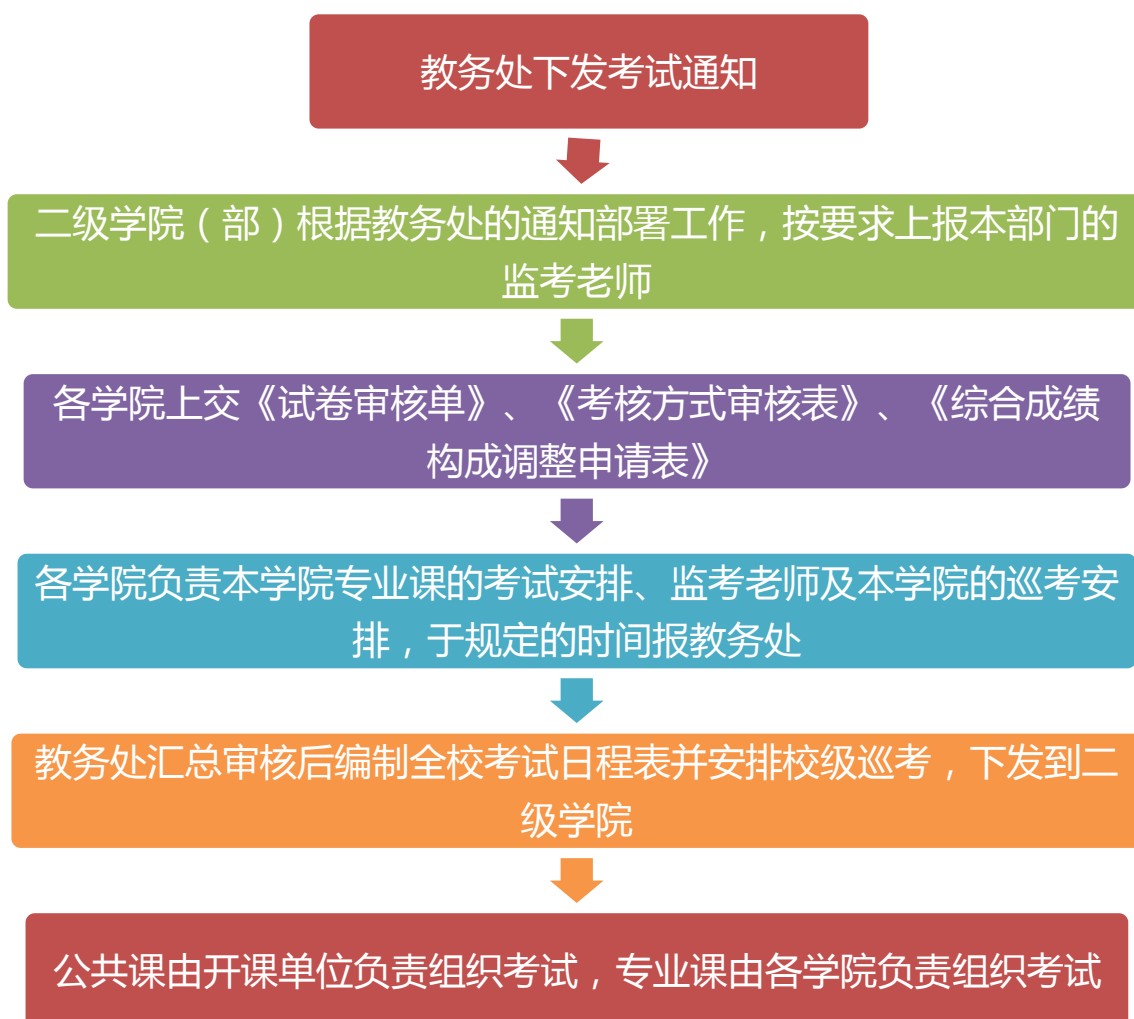 教务处下发考试通知
二级学院（部）根据教务处的通知部署工作，按要求上报本部门的
监考老师
各学院上交《试卷审核单》、《考核方式审核表》、《综合成绩
构成调整申请表》
各学院负责本学院专业课的考试安排、监考老师及本学院的巡考安
排，于规定的时间报教务处
教务处汇总审核后编制全校考试日程表并安排校级巡考，下发到二
级学院
公共课由开课单位负责组织考试，专业课由各学院负责组织考试